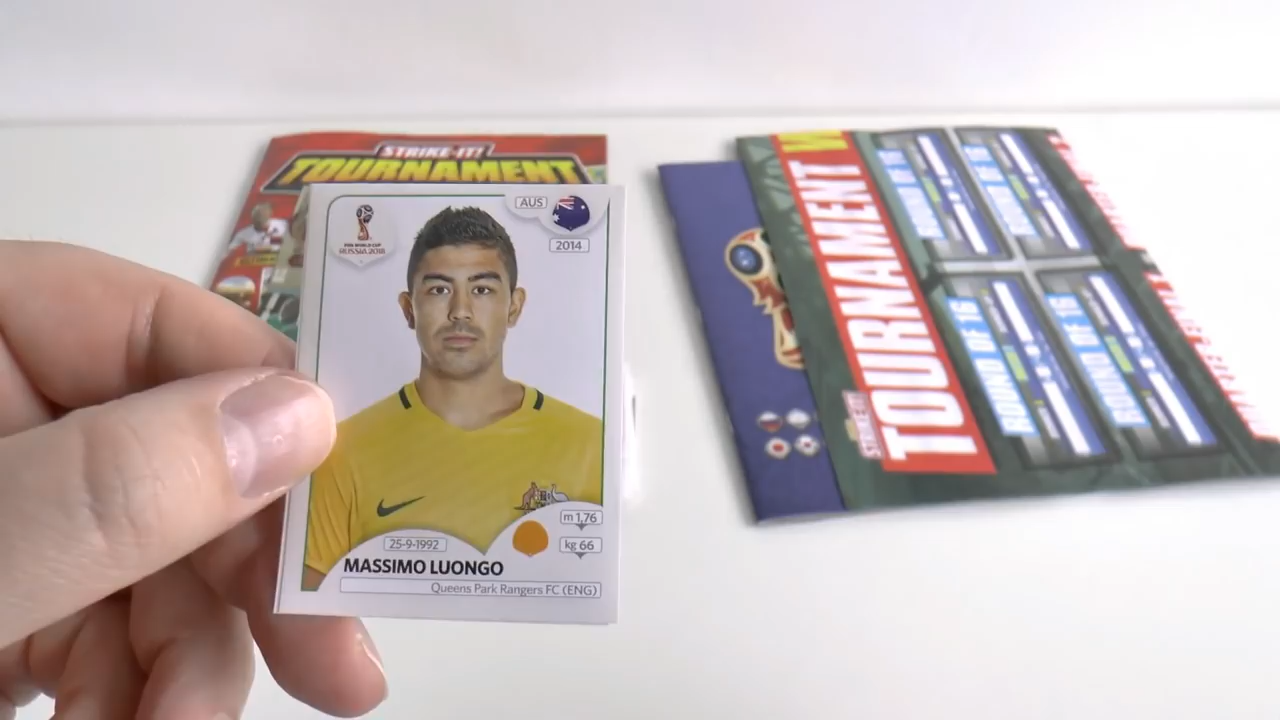 STRIKE-IT!
TOURNAMENT
AUS
2014
FIFA WORLD CUP
RUSSIA 2018
m 1,76
kg 66
25-9-1992
MASSIMO LUONGO
Queens Park Rangers FC (ENG)
STRIKE-IT!
TOURNAMENT W
ROUND OF 16
ROUND OF 16
ROUND OF 16
ROUND OF 16